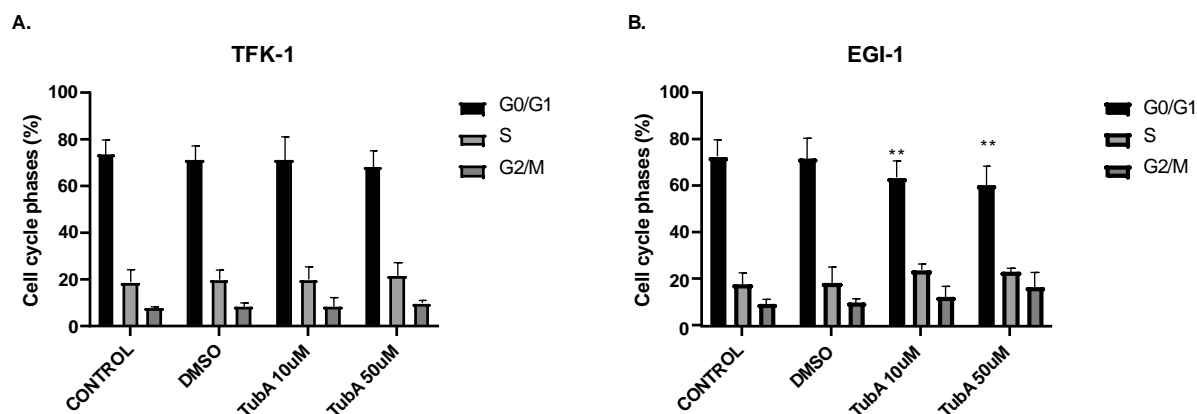 A.
TFK-1
Cell cycle phases (%)
100
80
60
40
20
0
CONTROL
DMSO
TubA 10uM
TubA 50uM
G0/G1
S
G2/M
B.
EGI-1
Cell cycle phases (%)
100
80
60
40
20
0
**
**
CONTROL
DMSO
TubA 10uM
TubA 50uM
G0/G1
S
G2/M